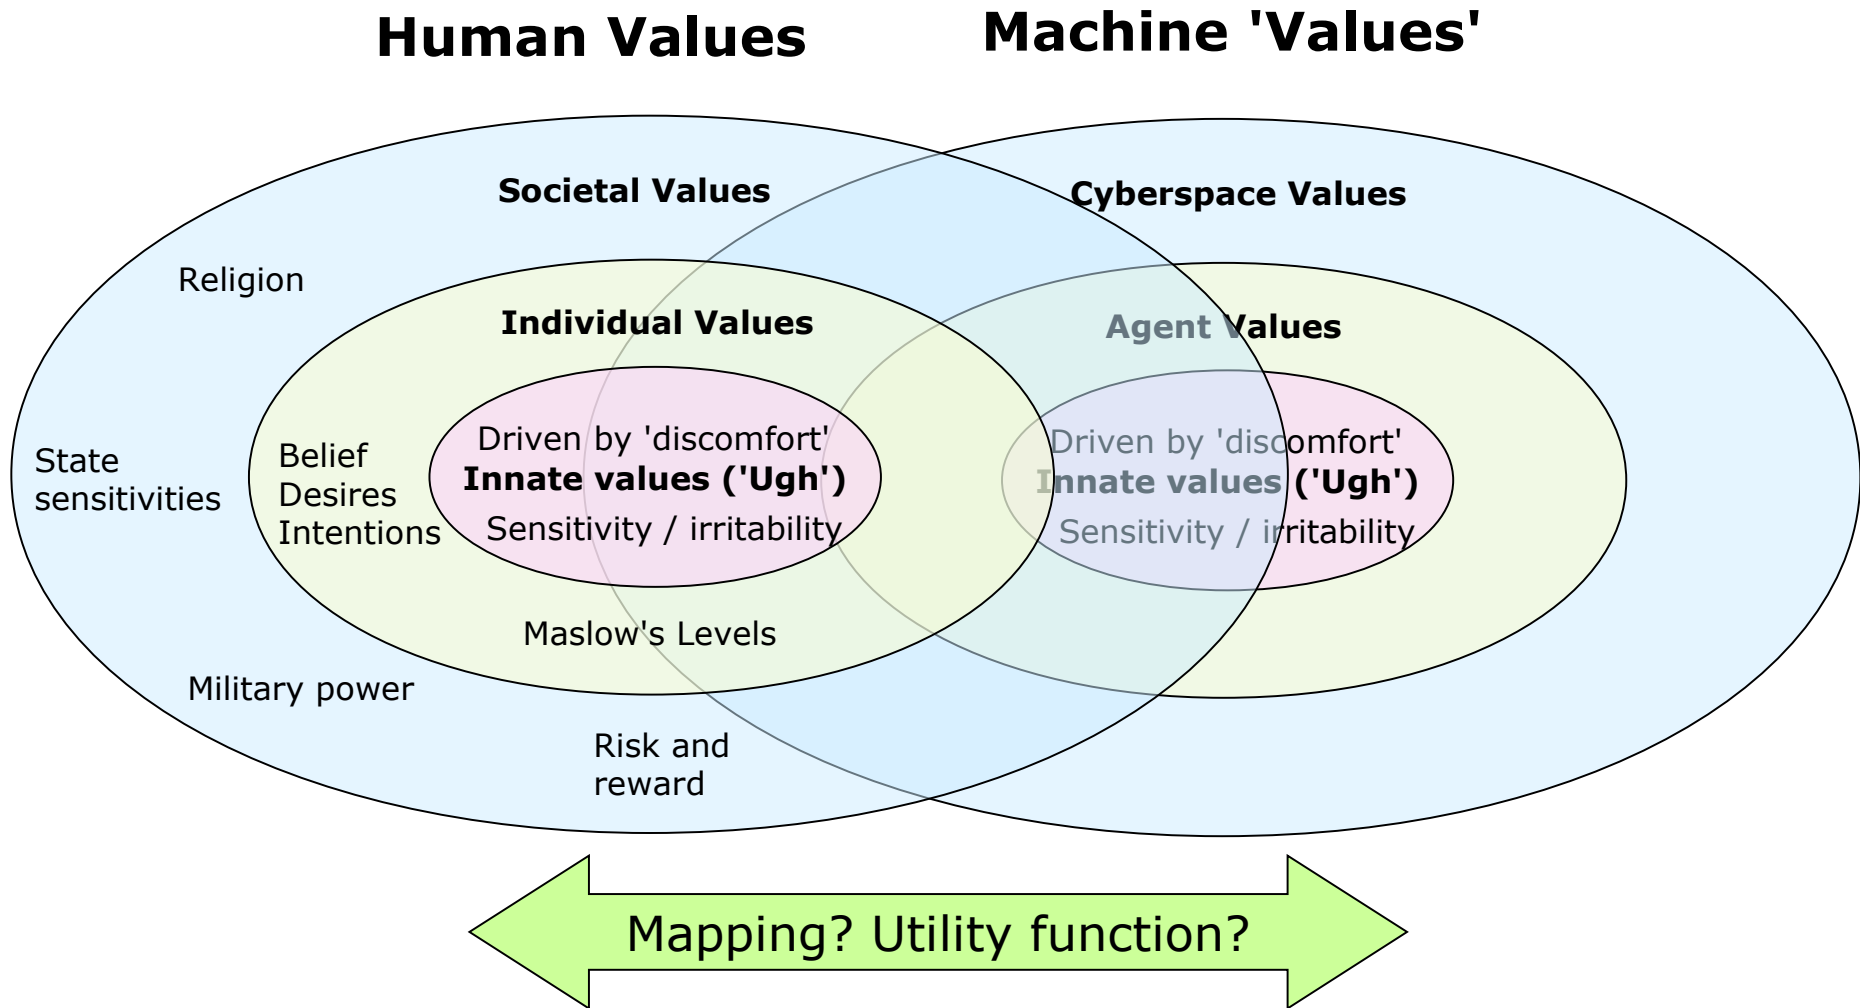 Human Values
Machine 'Values'
Societal Values
Cyberspace Values
Religion
Individual Values
Agent Values
State
sensitivities
Belief
Desires
Intentions
Driven by 'discomfort'
Innate values ('Ugh')
Sensitivity / irritability
Driven by 'discomfort'
Innate values ('Ugh')
Sensitivity / irritability
Maslow's Levels
Military power
Risk and
reward
Mapping? Utility function?